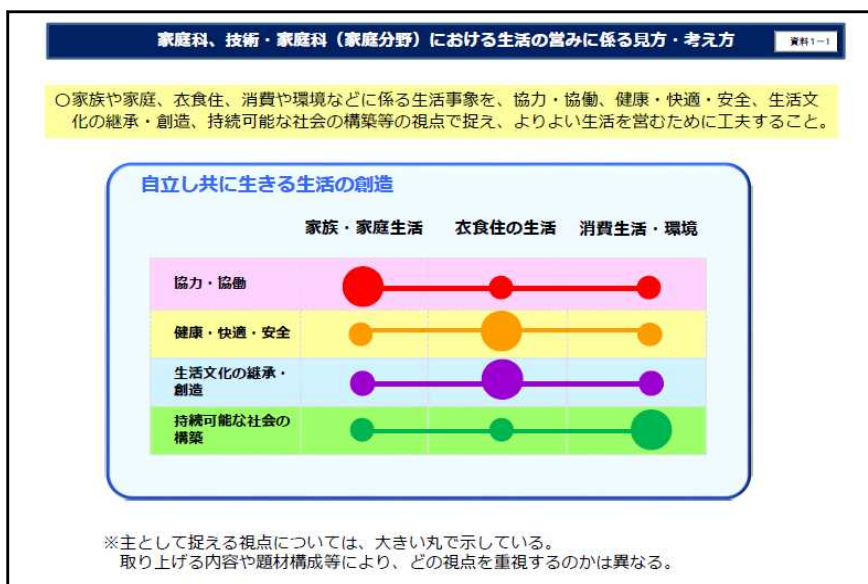 家庭科、技術・家庭科（家庭分野）における生活の営みに係る見方・考え方
資料1－1
○家族や家庭、衣食住、消費や環境などに係る生活事象を、協力・協働、健康・快適・安全、生活文
化の継承・創造、持続可能な社会の構築等の視点で捉え、よりよい生活を営むために工夫すること。
自立し共に生きる生活の創造
家族・家庭生活 衣食住の生活 消費生活・環境
協力・協働
健康・快適・安全
生活文化の継承・
創造
持続可能な社会の
構築
※主として捉える視点については、大きい丸で示している。
取り上げる内容や題材構成等により、どの視点を重視するのかは異なる。